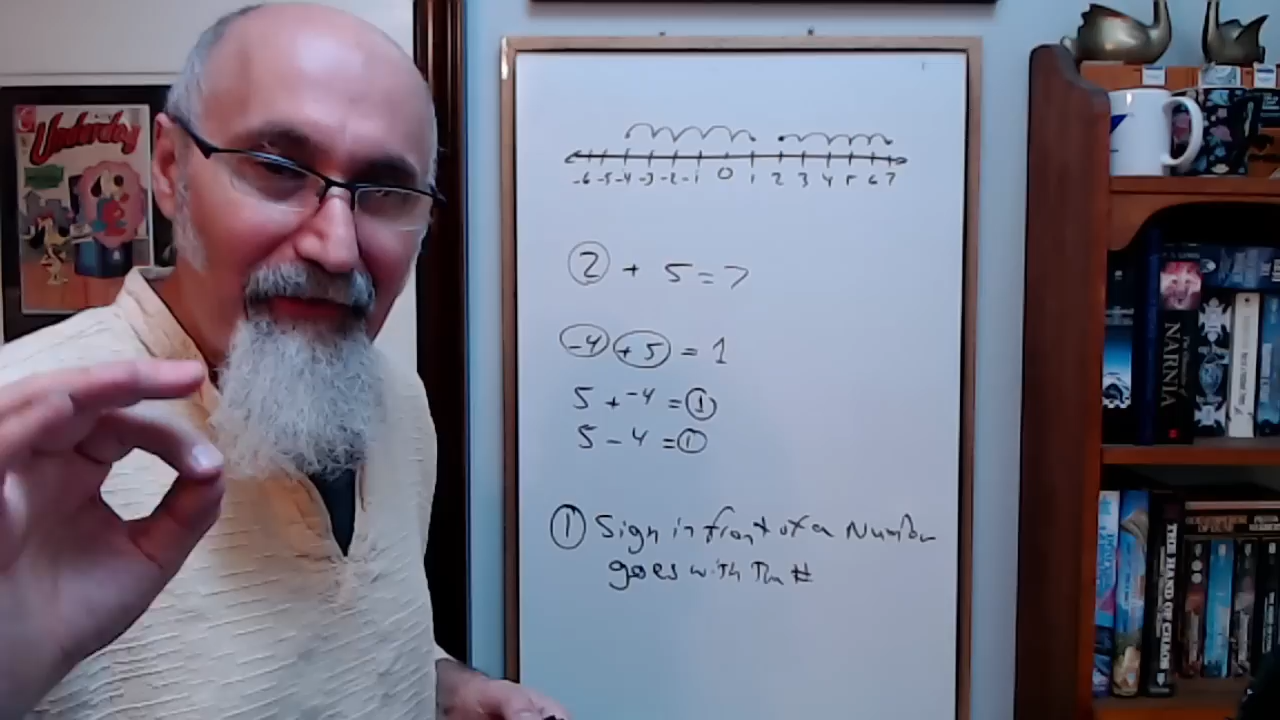 Underdog
-6 -5 -4 -3 -2 -1 0 1 2 3 4 5 6 7
2 + 5 = 7
-4 +5 = 1
5 + -4 = 1
5 - 4 = 1
1 Sign in front of a Number
goes with the #
NARNIA
THE HAND OF CHAOS